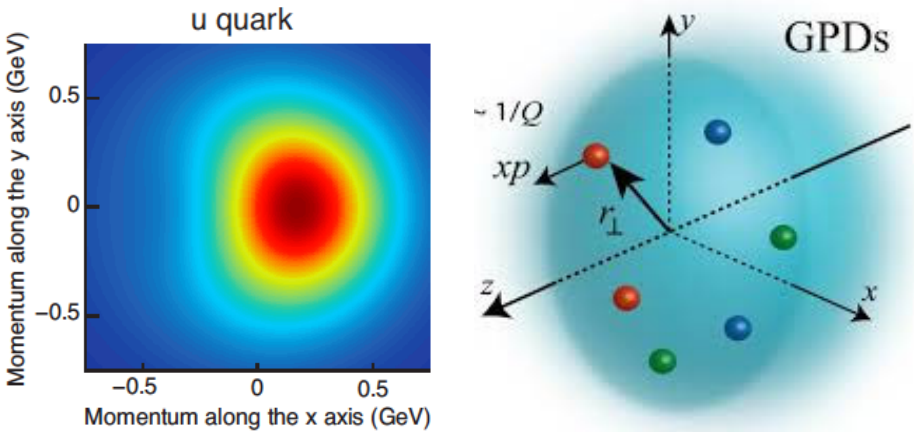 u quark
Momentum along the y axis (GeV)
0.5
0
−0.5
−0.5
0
0.5
Momentum along the x axis (GeV)
GPDs
y
~ 1/Q
xp
r⊥
z
x